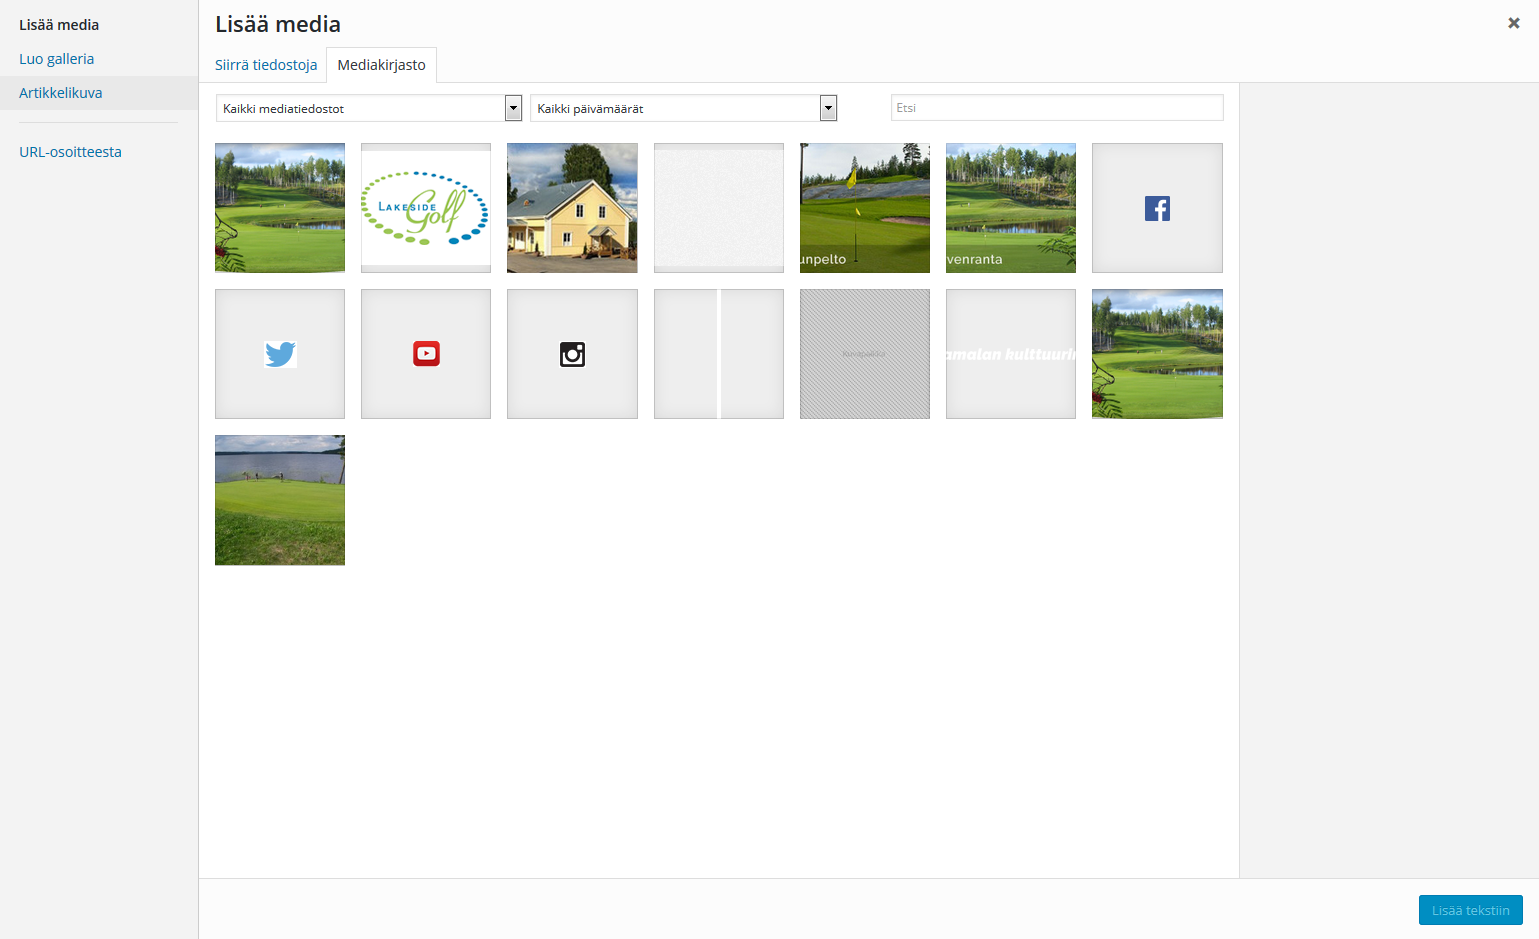 Lisää media
Luo galleria
Artikkelikuva
URL-osoitteesta
Lisää media
Siirrä tiedostoja
Mediakirjasto
Kaikki mediatiedostot
Kaikki päivämäärät
Etsi
LAKESIDE
Golf
unpelto
venranta
amalan kulttuurin
Lisää tekstiin